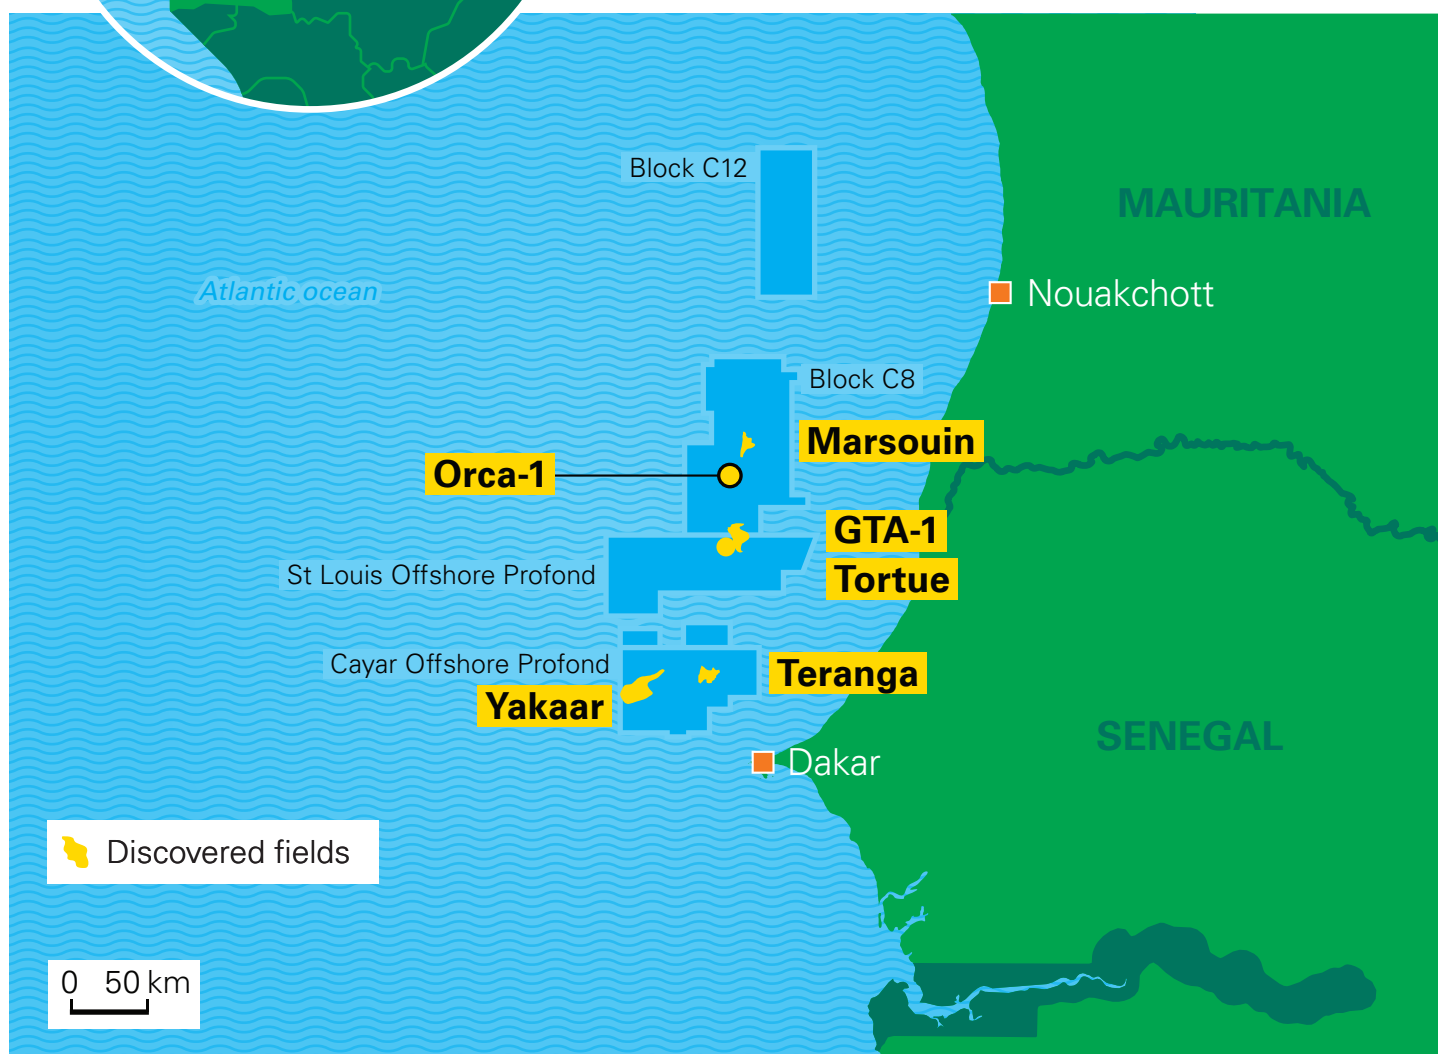 Block C12
MAURITANIA
Atlantic ocean
Nouakchott
Block C8
Marsouin
Orca-1
GTA-1
St Louis Offshore Profond
Tortue
Cayar Offshore Profond
Teranga
Yakaar
SENEGAL
Dakar
Discovered fields
0 50 km